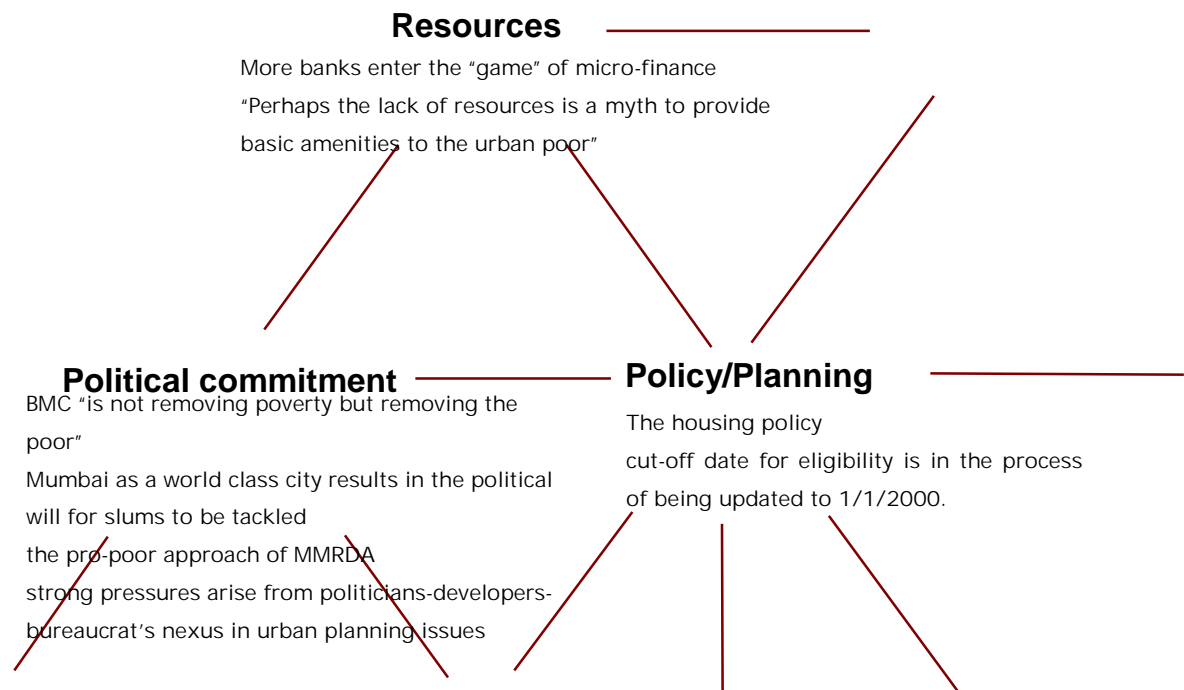 Resources
More banks enter the “game” of micro-finance
“Perhaps the lack of resources is a myth to provide
basic amenities to the urban poor”
Political commitment
BMC “is not removing poverty but removing the
poor”
Mumbai as a world class city results in the political
will for slums to be tackled
the pro-poor approach of MMRDA
strong pressures arise from politicians-developers-
bureaucrat's nexus in urban planning issues
Policy/Planning
The housing policy
cut-off date for eligibility is in the process
of being updated to 1/1/2000.